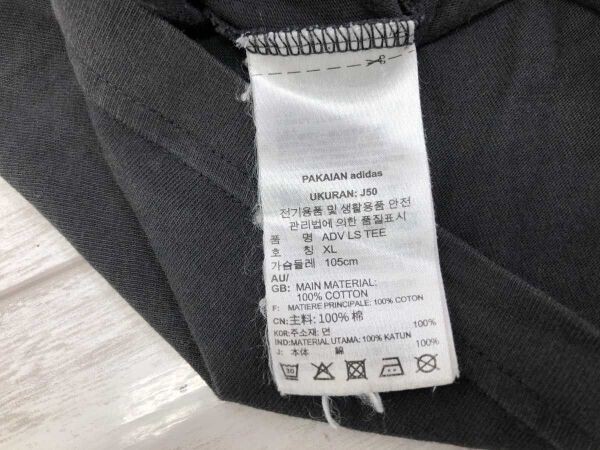 PAKAIAN adidas
UKURAN: J50
전기용품 및 생활용품 안전
관리법에 의한 품질표시
품 명 ADV LS TEE
호 칭 XL
가슴둘레 105cm
AU/
GB: MAIN MATERIAL:
100% COTTON
F: MATIERE PRINCIPALE: 100% COTON
CN: 主料: 100% 棉
KOR: 주소재: 면 100%
IND: MATERIAL UTAMA: 100% KATUN
J: 本体 綿 100%
30